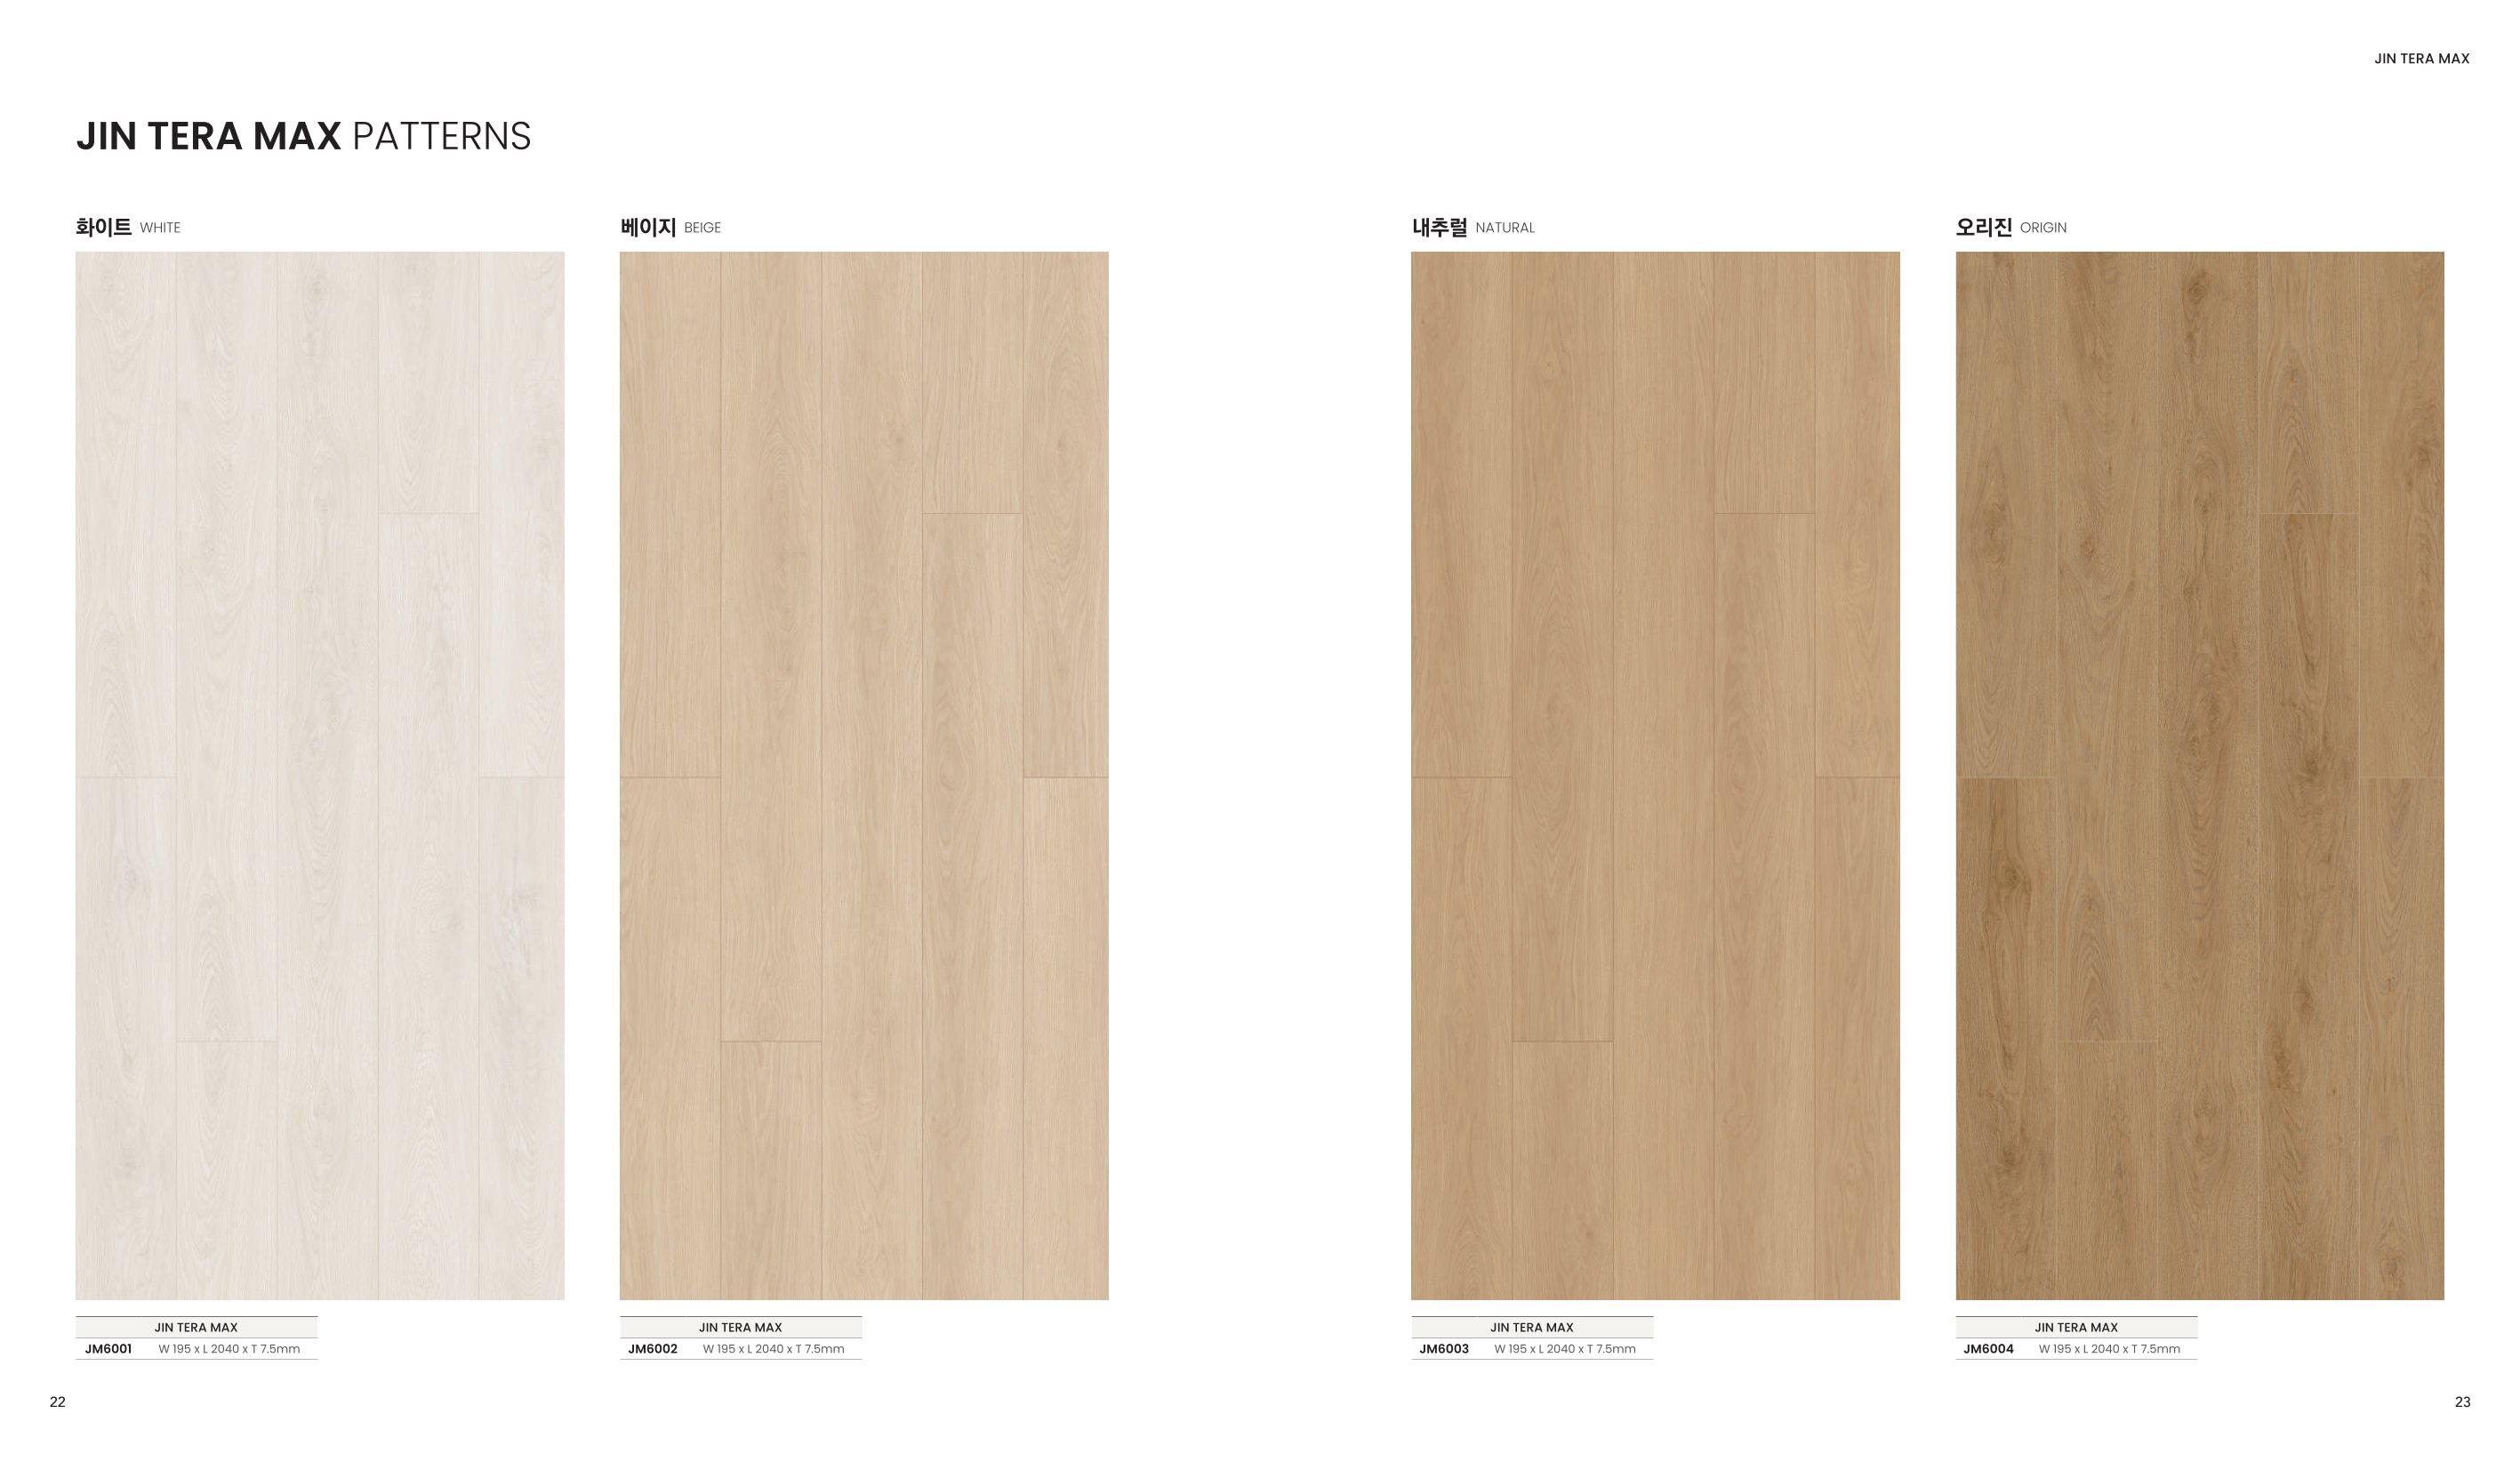 JIN TERA MAX
JIN TERA MAX PATTERNS
화이트 WHITE
베이지 BEIGE
내추럴 NATURAL
오리진 ORIGIN
JIN TERA MAX
JM6001 W 195 x L 2040 x T 7.5mm
JIN TERA MAX
JM6002 W 195 x L 2040 x T 7.5mm
JIN TERA MAX
JM6003 W 195 x L 2040 x T 7.5mm
JIN TERA MAX
JM6004 W 195 x L 2040 x T 7.5mm
22
23